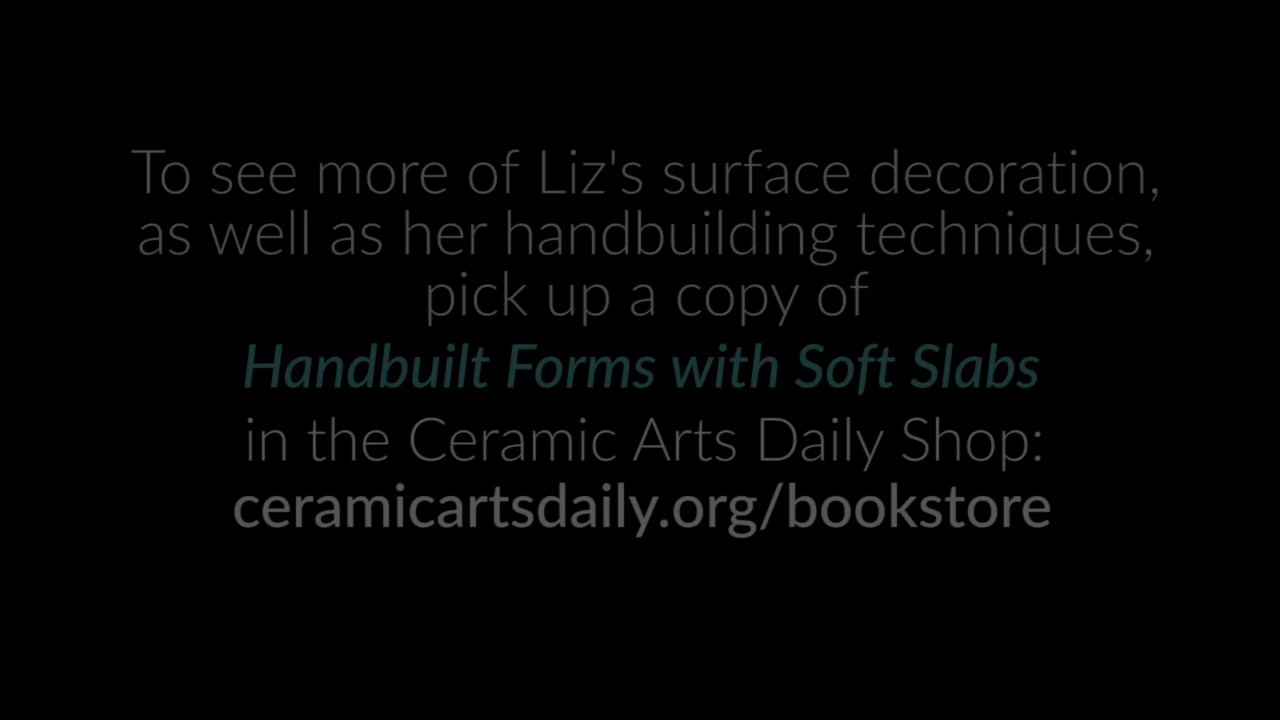 To see more of Liz's surface decoration,
as well as her handbuilding techniques,
pick up a copy of
Handbuilt Forms with Soft Slabs
in the Ceramic Arts Daily Shop:
ceramicartsdaily.org/bookstore